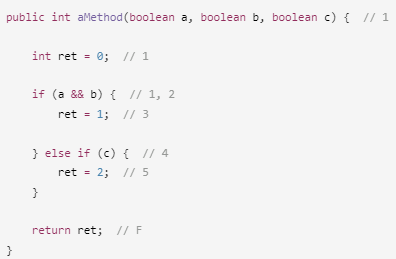 public int aMethod(boolean a, boolean b, boolean c) {  // 1
int ret = 0;  // 1
if (a && b) {  // 1, 2
ret = 1;  // 3
} else if (c) {  // 4
ret = 2;  // 5
}
return ret;  // F
}